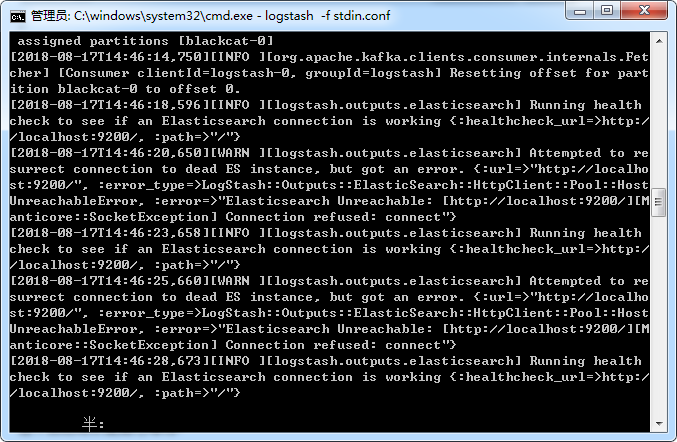 管理员: C:\windows\system32\cmd.exe - logstash  -f stdin.conf
 assigned partitions [blackcat-0]
[2018-08-17T14:46:14,750][INFO ][org.apache.kafka.clients.consumer.internals.Fet
cher] [Consumer clientId=logstash-0, groupId=logstash] Resetting offset for part
ition blackcat-0 to offset 0.
[2018-08-17T14:46:18,596][INFO ][logstash.outputs.elasticsearch] Running health
check to see if an Elasticsearch connection is working {:healthcheck_url=>http:/
/localhost:9200/, :path=>"/"}
[2018-08-17T14:46:20,650][WARN ][logstash.outputs.elasticsearch] Attempted to re
surrect connection to dead ES instance, but got an error. {:url=>"http://localho
st:9200/", :error_type=>LogStash::Outputs::ElasticSearch::HttpClient::Pool::Host
UnreachableError, :error=>"Elasticsearch Unreachable: [http://localhost:9200/][M
anticore::SocketException] Connection refused: connect"}
[2018-08-17T14:46:23,658][INFO ][logstash.outputs.elasticsearch] Running health
check to see if an Elasticsearch connection is working {:healthcheck_url=>http:/
/localhost:9200/, :path=>"/"}
[2018-08-17T14:46:25,660][WARN ][logstash.outputs.elasticsearch] Attempted to re
surrect connection to dead ES instance, but got an error. {:url=>"http://localho
st:9200/", :error_type=>LogStash::Outputs::ElasticSearch::HttpClient::Pool::Host
UnreachableError, :error=>"Elasticsearch Unreachable: [http://localhost:9200/][M
anticore::SocketException] Connection refused: connect"}
[2018-08-17T14:46:28,673][INFO ][logstash.outputs.elasticsearch] Running health
check to see if an Elasticsearch connection is working {:healthcheck_url=>http:/
/localhost:9200/, :path=>"/"}
半: